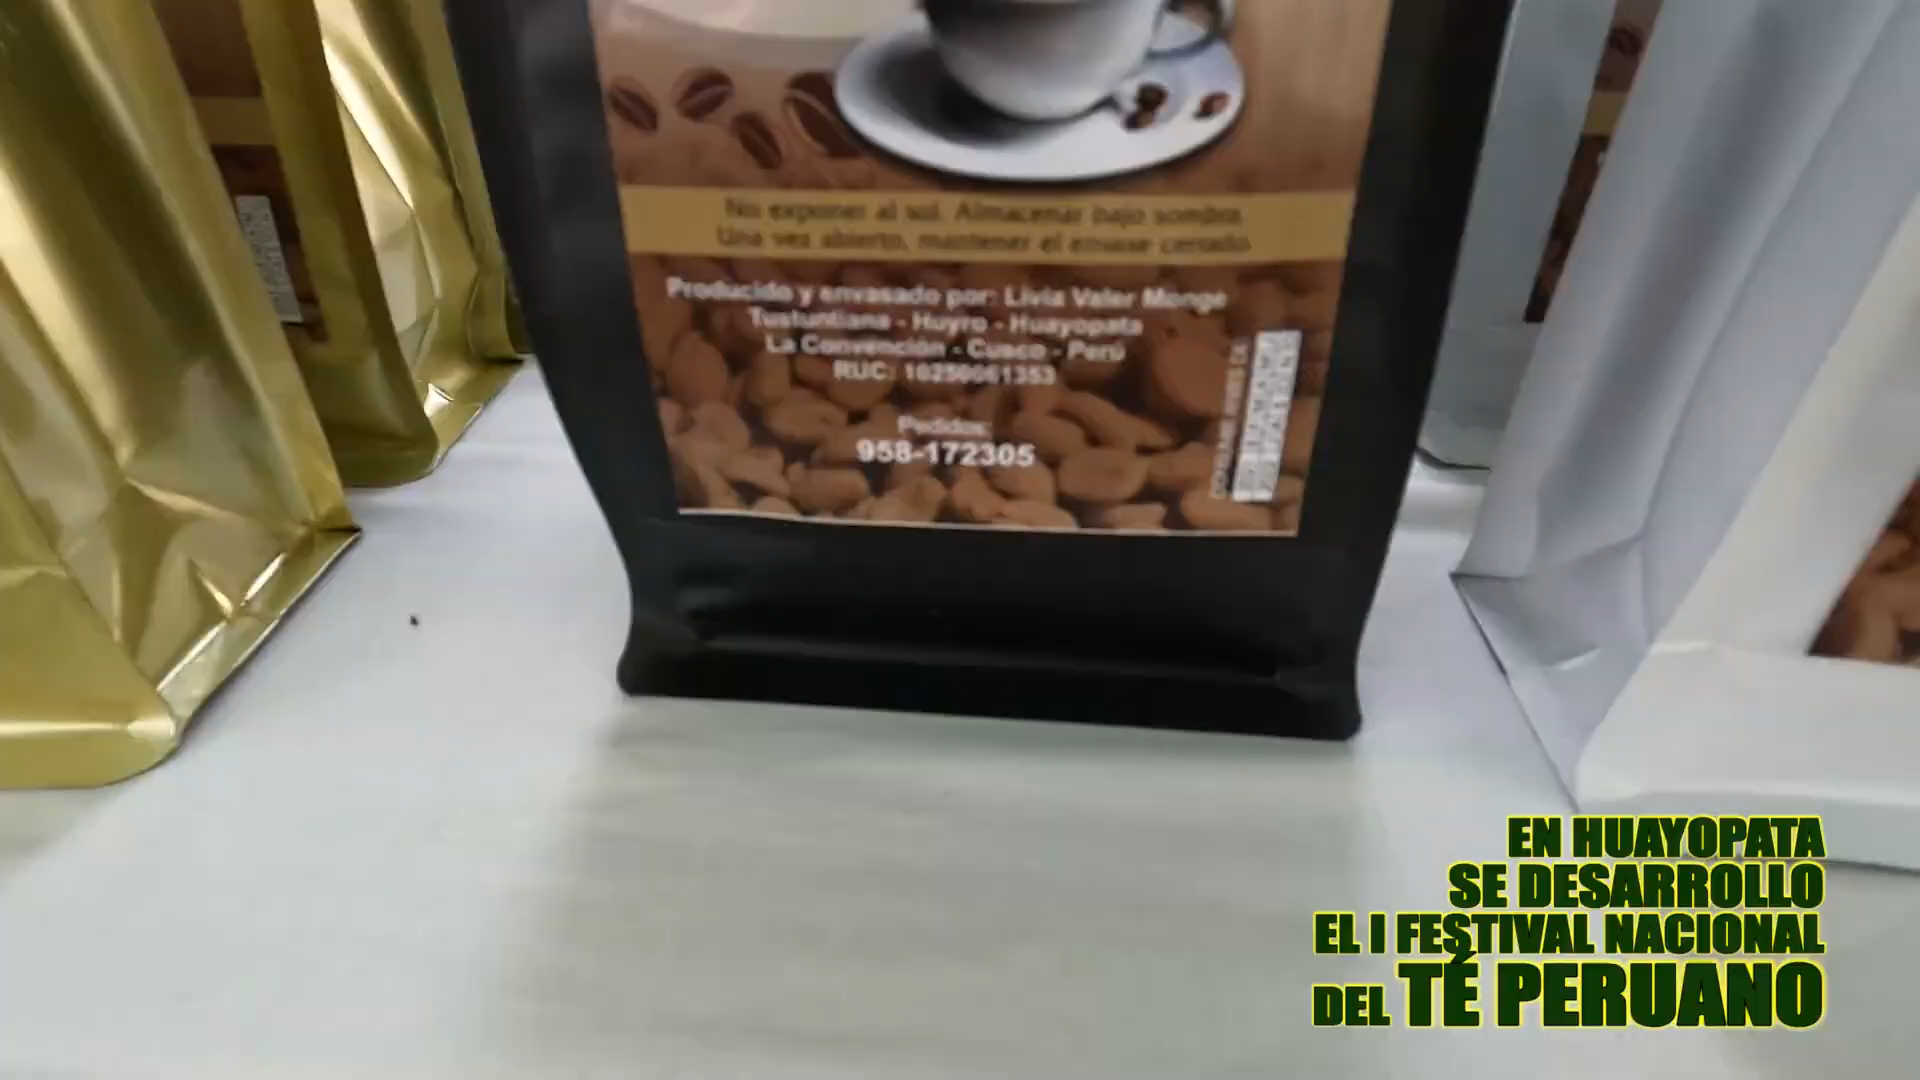 No exponer al sol. Almacenar bajo sombra.
Una vez abierto, mantener el envase cerrado.
Producido y envasado por: Livia Valer Monge
- Huyro - Huayopata
La Convención - Cusco - Perú
RUC:
Pedidos:
958-172305
EN HUAYOPATA
SE DESARROLLO
EL I FESTIVAL NACIONAL
DEL TÉ PERUANO